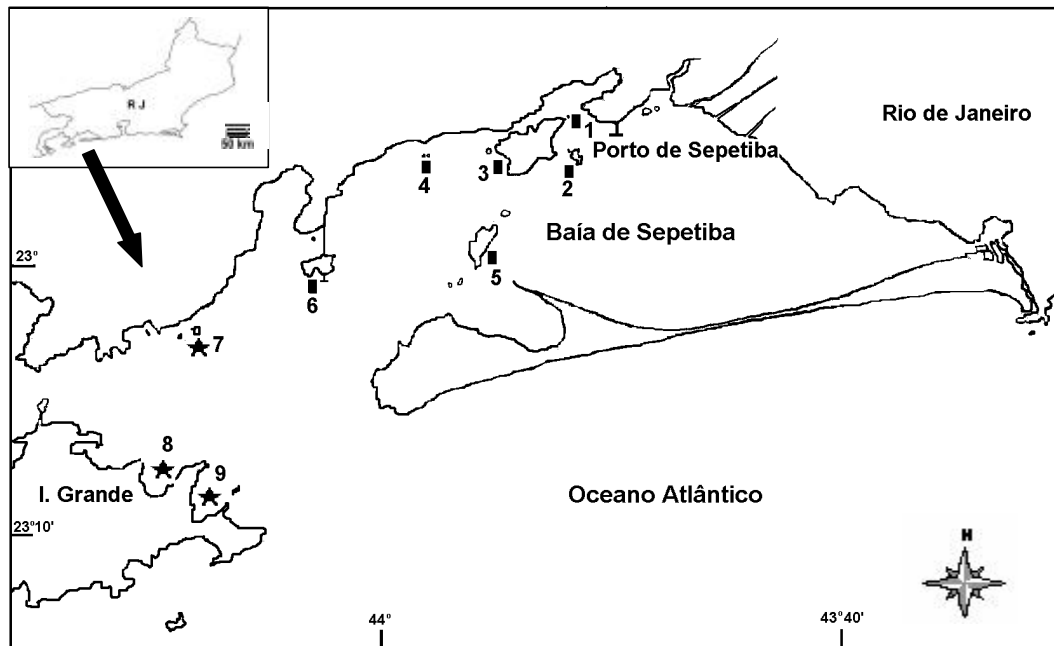 R J
50 km
Rio de Janeiro
1
Porto de Sepetiba
4
3
2
Baía de Sepetiba
5
23°
6
7
8
9
I. Grande
Oceano Atlântico
23°10'
N
44°
43°40'